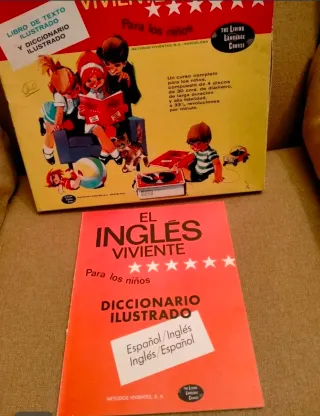 VIVIENTE
LIBRO DE TEXTO
ILUSTRADO
Y DICCIONARIO
ILUSTRADO
Para los niños
THE LIVING
LANGUAGE
COURSE
METODOS VIVIENTES, S.A. - BARCELONA
Un curso completo
para los niños,
compuesto de 4 discos
de 30 cms. de diámetro,
de larga duración
y alta fidelidad,
a 33⅓ revoluciones
por minuto.
EL
INGLÉS
VIVIENTE
Para los niños
DICCIONARIO
ILUSTRADO
Español/Inglés
Inglés/Español
METODOS VIVIENTES, S. A.
THE LIVING
LANGUAGE
COURSE